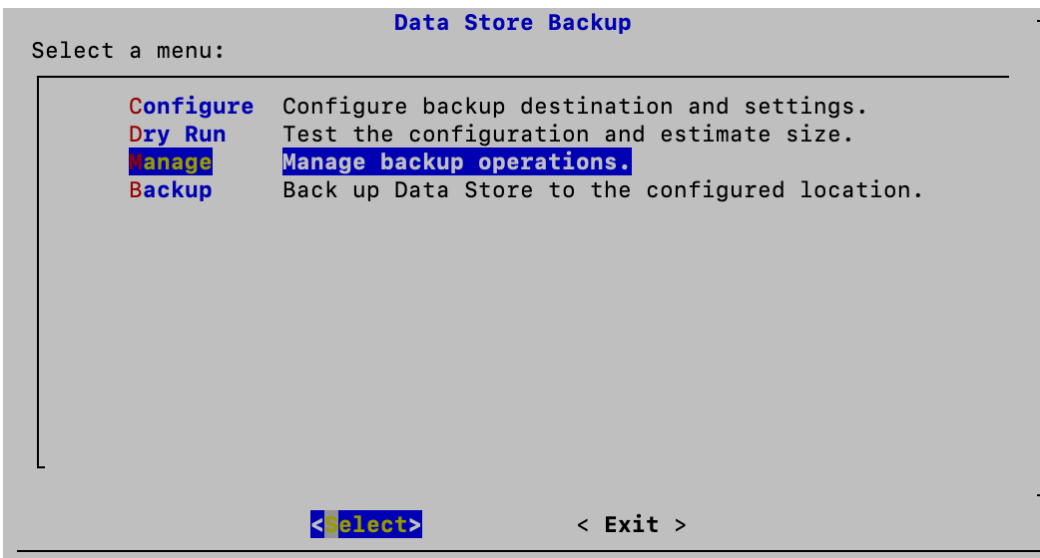 Data Store Backup
Select a menu:
Configure Configure backup destination and settings.
Dry Run Test the configuration and estimate size.
Manage Manage backup operations.
Backup Back up Data Store to the configured location.
<Select> < Exit >